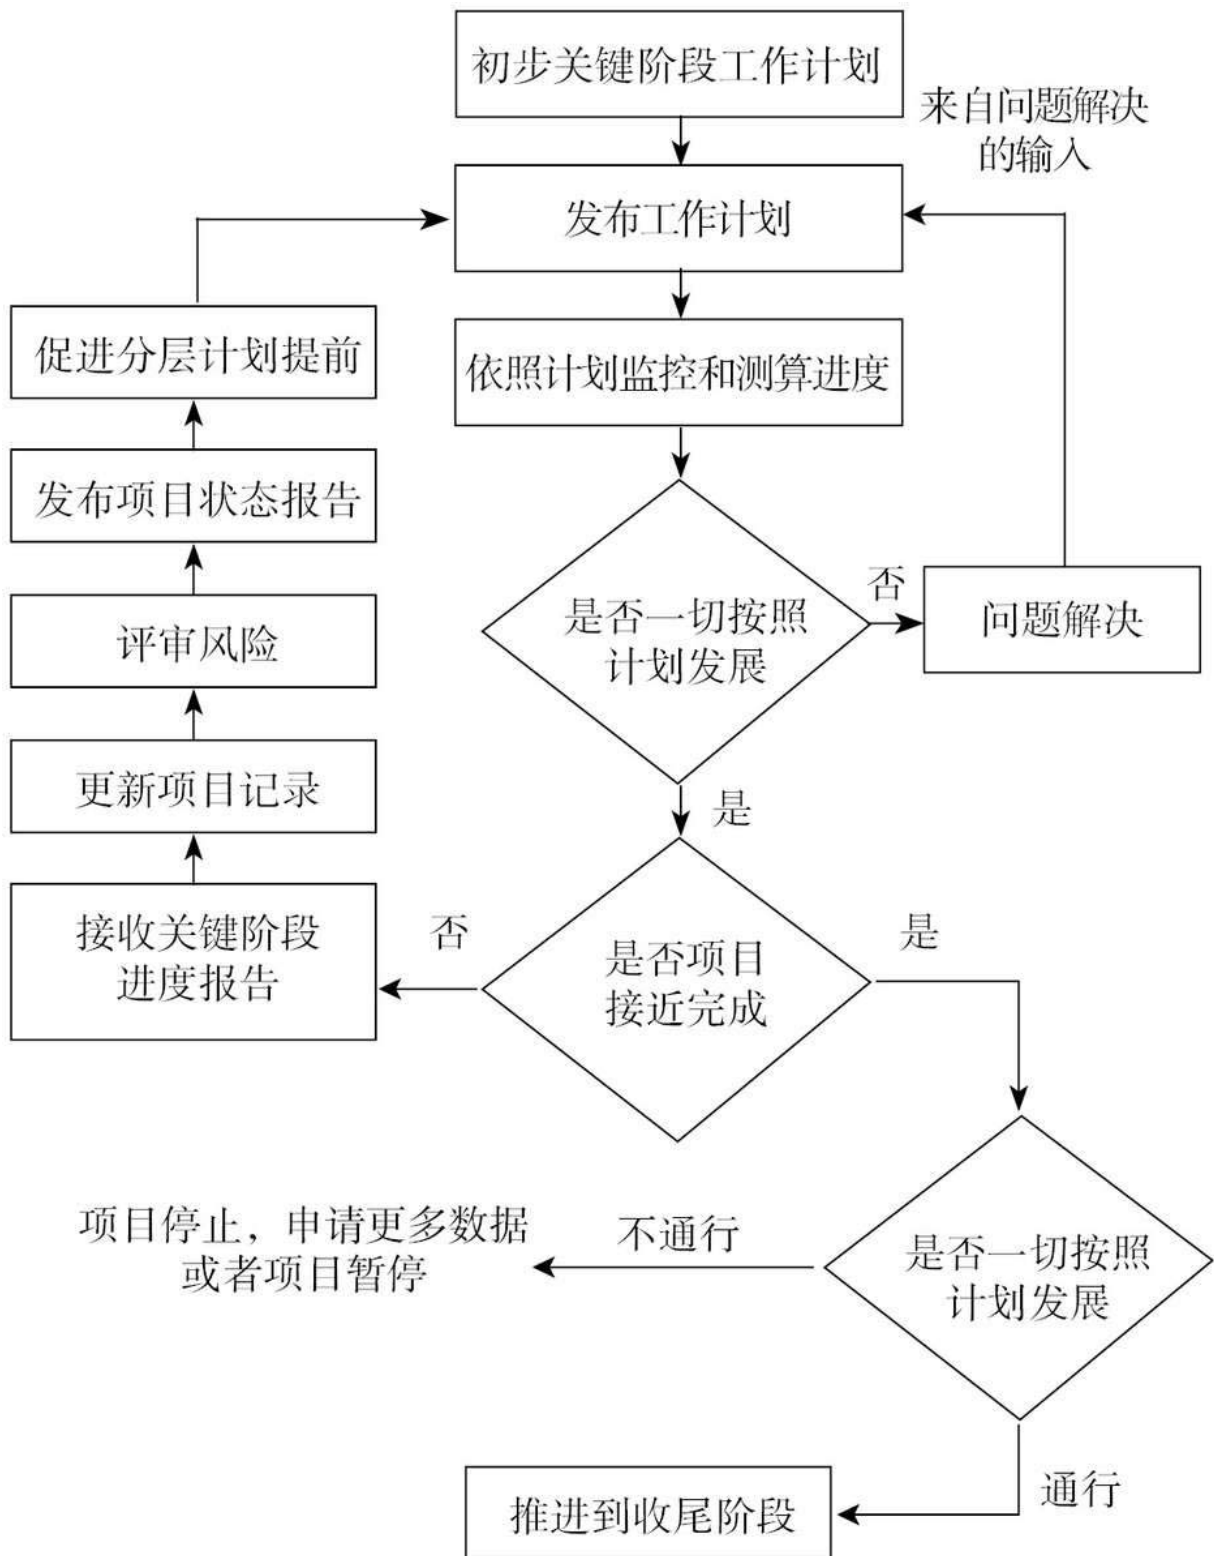 初步关键阶段工作计划
来自问题解决
的输入
发布工作计划
促进分层计划提前
依照计划监控和测算进度
发布项目状态报告
否
是否一切按照
计划发展
问题解决
评审风险
更新项目记录
是
接收关键阶段
进度报告
否
是否项目
接近完成
是
项目停止，申请更多数据
或者项目暂停
不通行
是否一切按照
计划发展
通行
推进到收尾阶段